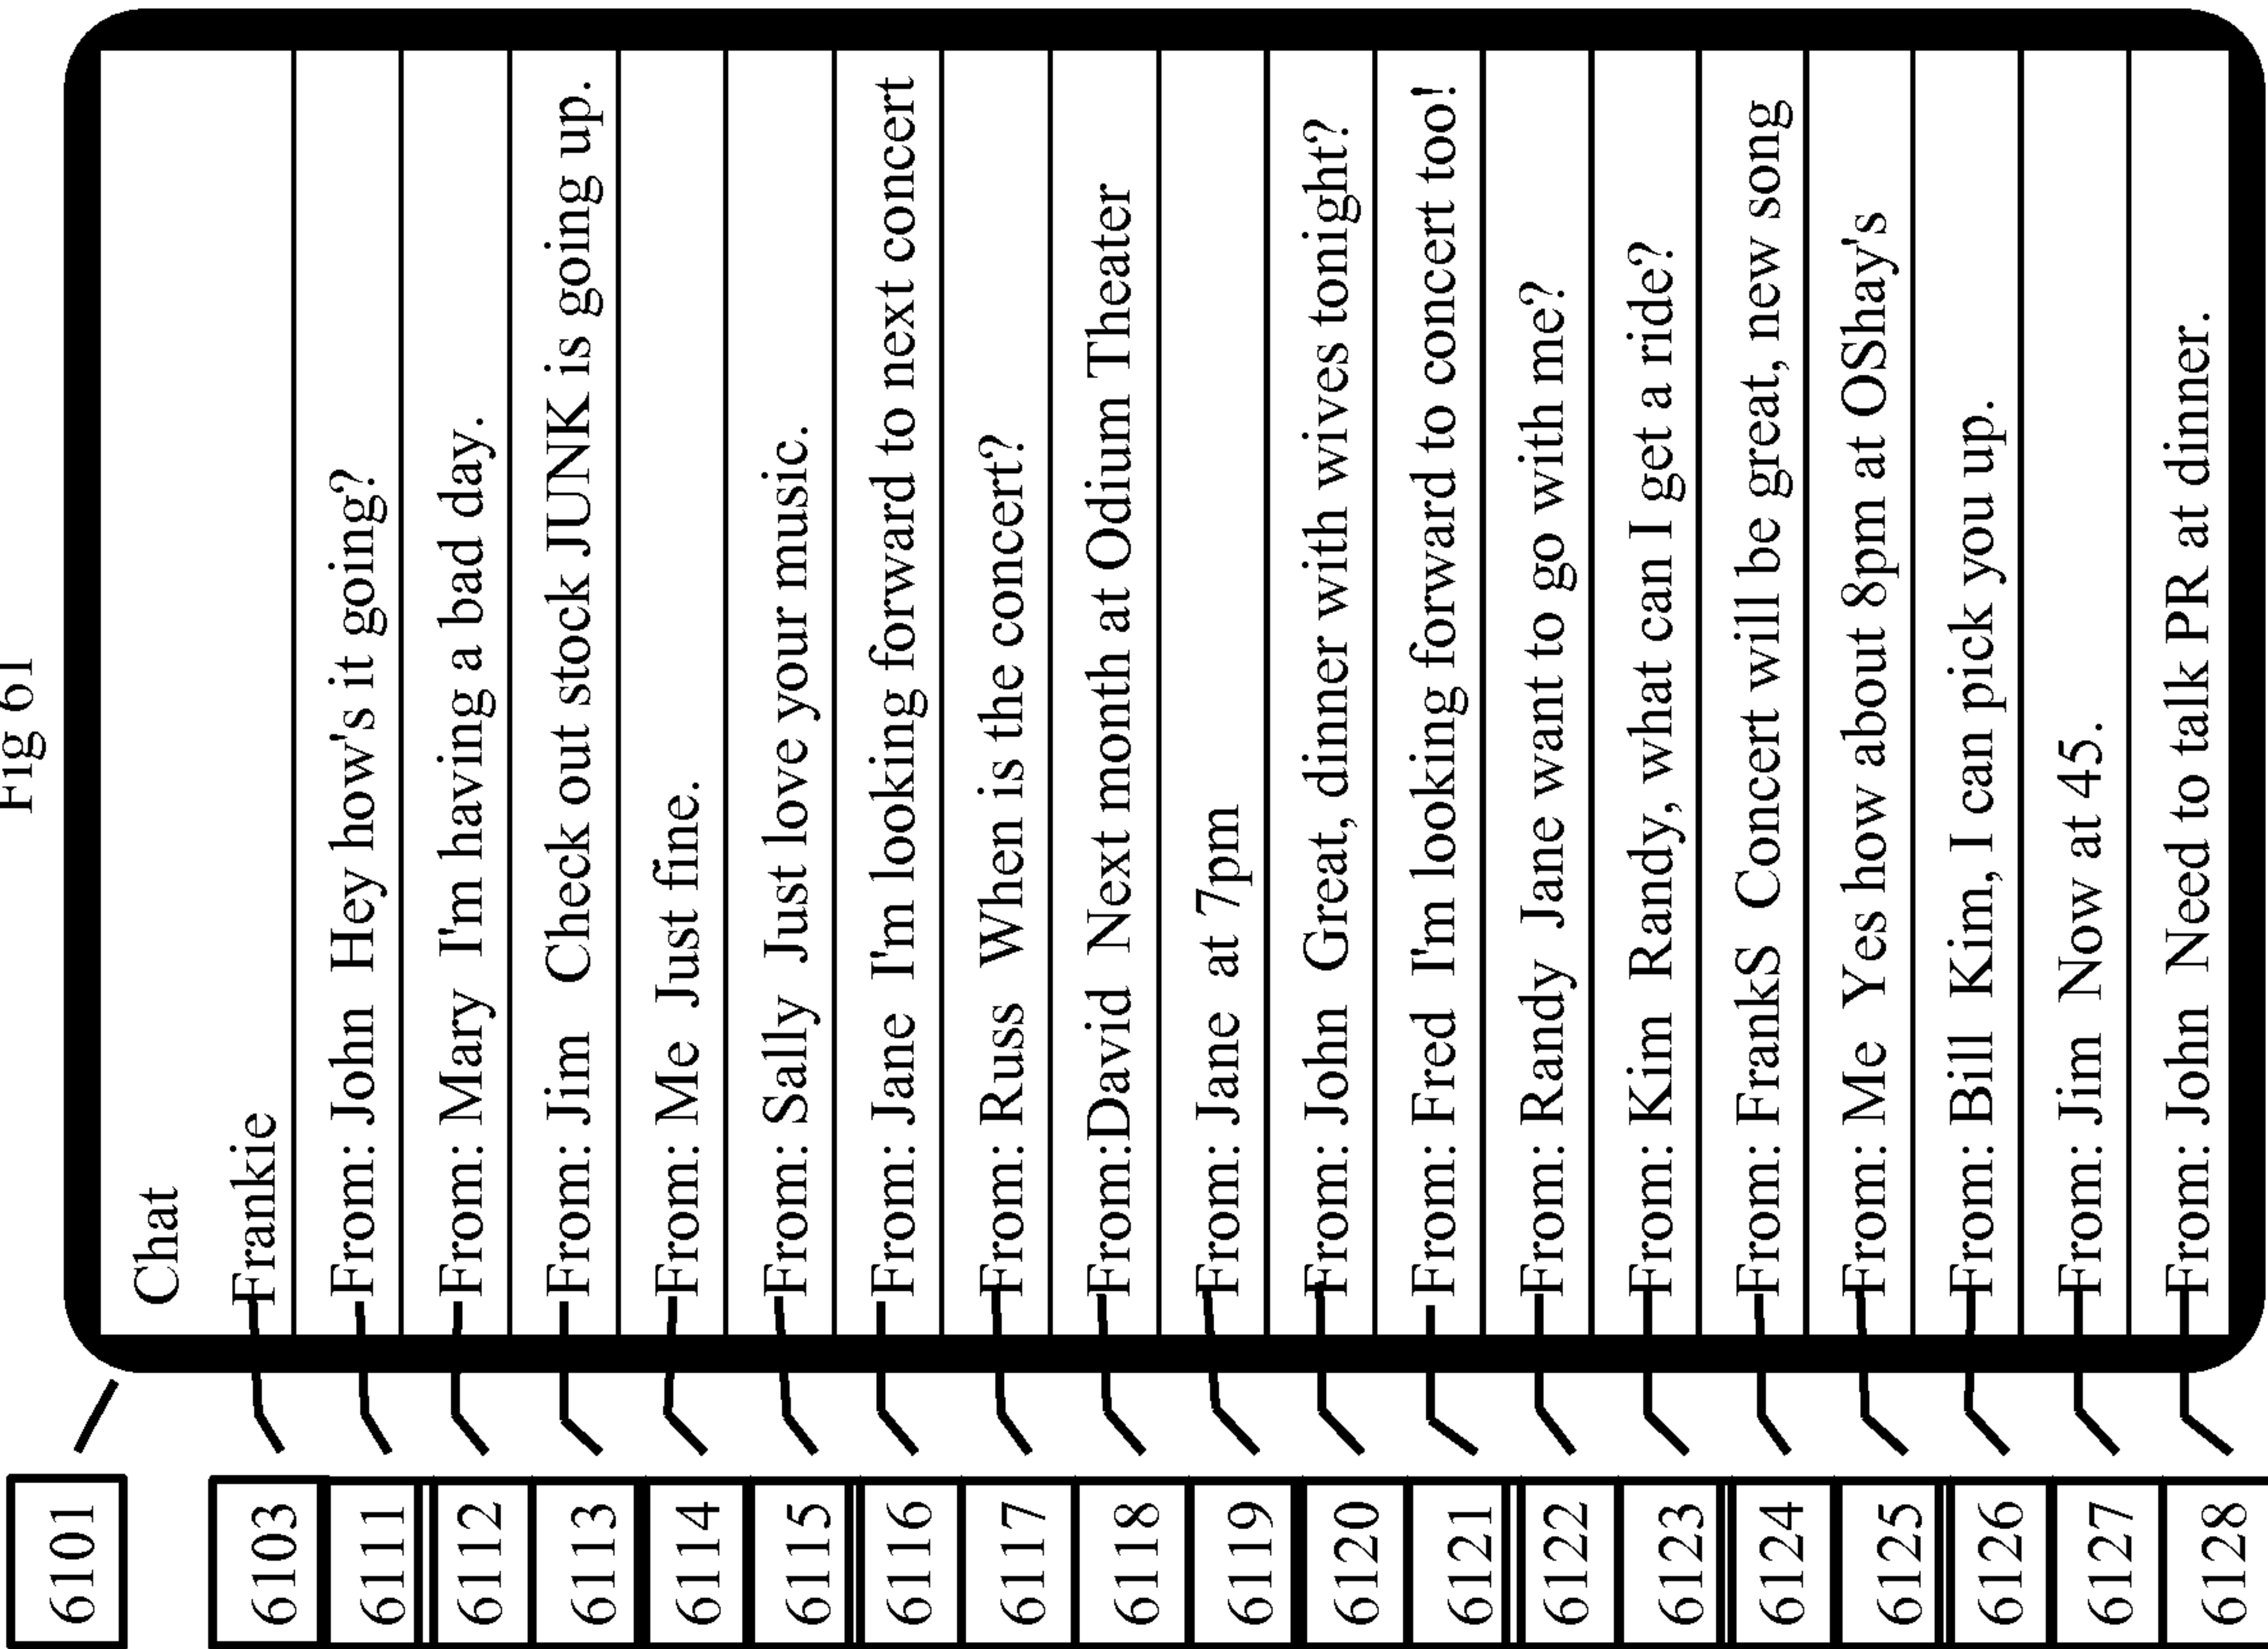 Fig 61
6101
Chat
6103 Frankie
6111 From: John Hey how's it going?
6112 From: Mary I'm having a bad day.
6113 From: Jim Check out stock JUNK is going up.
6114 From: Me Just fine.
6115 From: Sally Just love your music.
6116 From: Jane I'm looking forward to next concert
6117 From: Russ When is the concert?
6118 From:David Next month at Odium Theater
6119 From: Jane at 7pm
6120 From: John Great, dinner with wives tonight?
6121 From: Fred I'm looking forward to concert too!
6122 From: Randy Jane want to go with me?
6123 From: Kim Randy, what can I get a ride?
6124 From: FrankS Concert will be great, new song
6125 From: Me Yes how about 8pm at OShay's
6126 From: Bill Kim, I can pick you up.
6127 From: Jim Now at 45.
6128 From: John Need to talk PR at dinner.